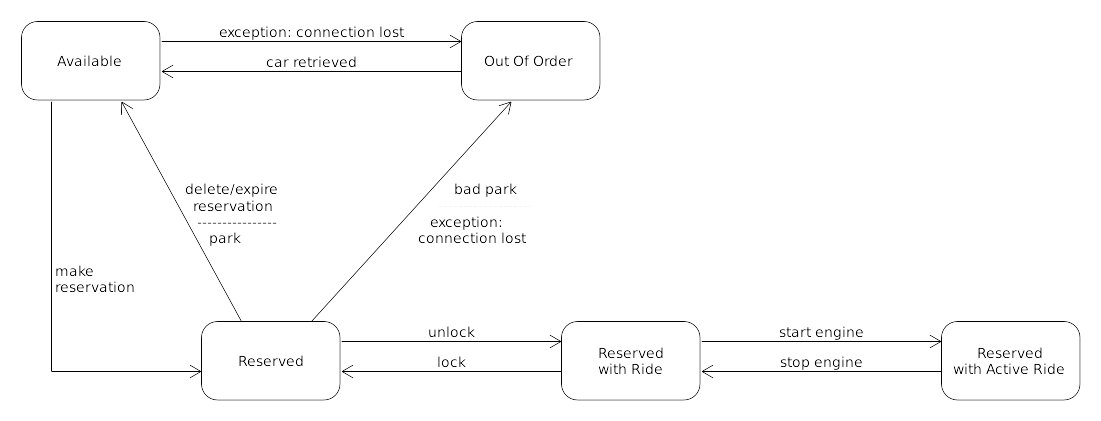 exception: connection lost
Available
Out Of Order
car retrieved
delete/expire
reservation
----------------
park
bad park
exception:
connection lost
make
reservation
unlock
start engine
Reserved
Reserved
with Ride
Reserved
with Active Ride
lock
stop engine